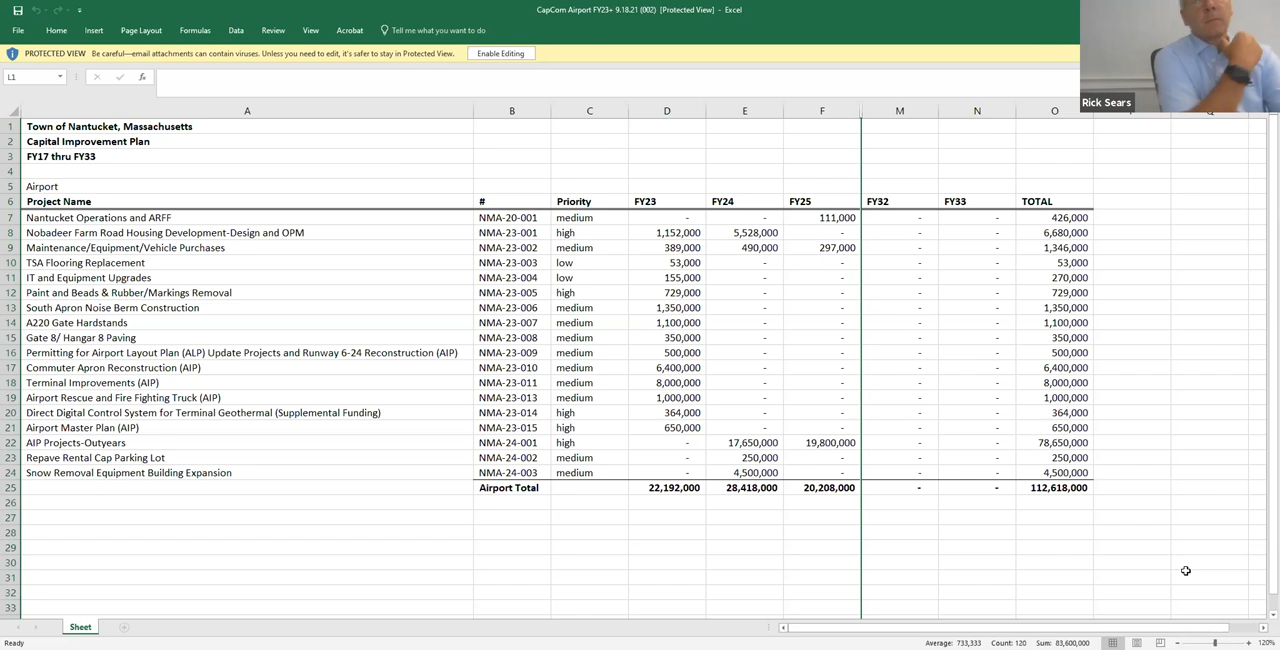 CapCom Airport FY23+ 9.18.21 (002) [Protected View] - Excel
File Home Insert Page Layout Formulas Data Review View Acrobat Tell me what you want to do
PROTECTED VIEW Be careful—email attachments can contain viruses. Unless you need to edit, it's safer to stay in Protected View. Enable Editing
L1 fx
Rick Sears
A B C D E F M N O
1 Town of Nantucket, Massachusetts
2 Capital Improvement Plan
3 FY17 thru FY33
4
5 Airport
6 Project Name # Priority FY23 FY24 FY25 FY32 FY33 TOTAL
7 Nantucket Operations and ARFF NMA-20-001 medium - - 111,000 - - 426,000
8 Nobadeer Farm Road Housing Development-Design and OPM NMA-23-001 high 1,152,000 5,528,000 - - - 6,680,000
9 Maintenance/Equipment/Vehicle Purchases NMA-23-002 medium 389,000 490,000 297,000 - - 1,346,000
10 TSA Flooring Replacement NMA-23-003 low 53,000 - - - - 53,000
11 IT and Equipment Upgrades NMA-23-004 low 155,000 - - - - 270,000
12 Paint and Beads & Rubber/Markings Removal NMA-23-005 high 729,000 - - - - 729,000
13 South Apron Noise Berm Construction NMA-23-006 medium 1,350,000 - - - - 1,350,000
14 A220 Gate Hardstands NMA-23-007 medium 1,100,000 - - - - 1,100,000
15 Gate 8/ Hangar 8 Paving NMA-23-008 medium 350,000 - - - - 350,000
16 Permitting for Airport Layout Plan (ALP) Update Projects and Runway 6-24 Reconstruction (AIP) NMA-23-009 medium 500,000 - - - - 500,000
17 Commuter Apron Reconstruction (AIP) NMA-23-010 medium 6,400,000 - - - - 6,400,000
18 Terminal Improvements (AIP) NMA-23-011 medium 8,000,000 - - - - 8,000,000
19 Airport Rescue and Fire Fighting Truck (AIP) NMA-23-013 medium 1,000,000 - - - - 1,000,000
20 Direct Digital Control System for Terminal Geothermal (Supplemental Funding) NMA-23-014 high 364,000 - - - - 364,000
21 Airport Master Plan (AIP) NMA-23-015 high 650,000 - - - - 650,000
22 AIP Projects-Outyears NMA-24-001 high - 17,650,000 19,800,000 - - 78,650,000
23 Repave Rental Cap Parking Lot NMA-24-002 medium - 250,000 - - - 250,000
24 Snow Removal Equipment Building Expansion NMA-24-003 medium - 4,500,000 - - - 4,500,000
25 Airport Total 22,192,000 28,418,000 20,208,000 - - 112,618,000
26
27
28
29
30
31
32
33
Sheet
Ready Average: 733,333 Count: 120 Sum: 83,600,000 120%